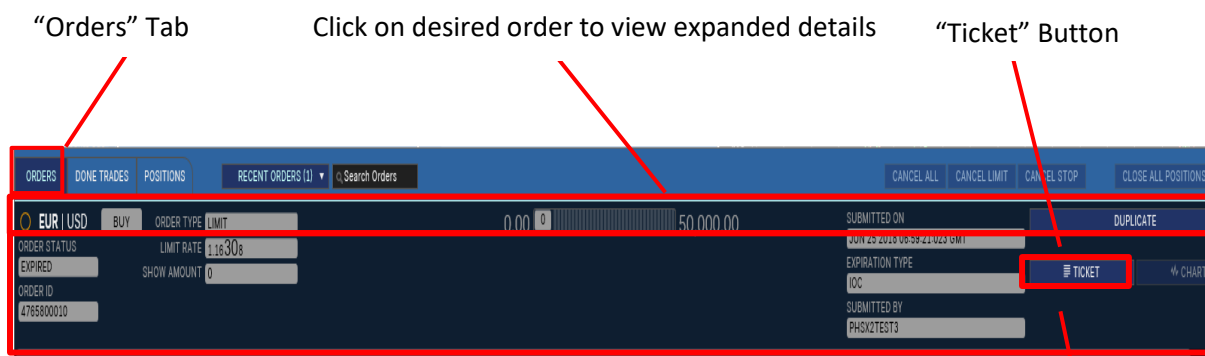 “Orders” Tab
Click on desired order to view expanded details
“Ticket” Button
ORDERS DONE TRADES POSITIONS RECENT ORDERS (1) Search Orders CANCEL ALL CANCEL LIMIT CANCEL STOP CLOSE ALL POSITIONS
EUR | USD BUY ORDER TYPE LIMIT 0.00 0 50,000.00 SUBMITTED ON DUPLICATE
JUN 25 2018 06:59:21:023 GMT
ORDER STATUS LIMIT RATE 1.16308
EXPIRED SHOW AMOUNT 0 EXPIRATION TYPE TICKET CHART
IOC
ORDER ID SUBMITTED BY
4765800010 PHSX2TEST3